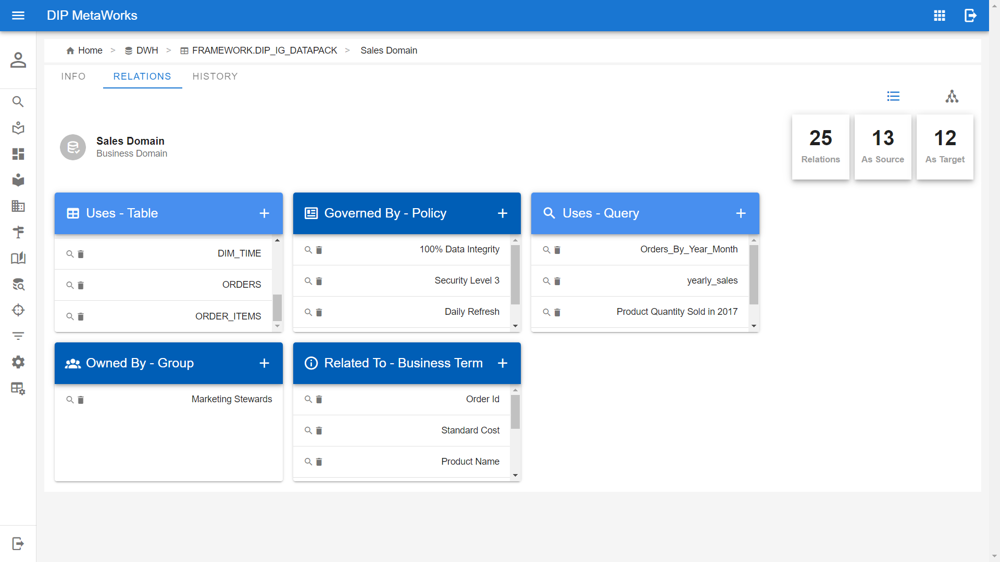 DIP MetaWorks
Home > DWH > FRAMEWORK.DIP_IG_DATAPACK > Sales Domain
INFO RELATIONS HISTORY
Sales Domain
Business Domain
25
Relations
13
As Source
12
As Target
Uses - Table +
DIM_TIME
ORDERS
ORDER_ITEMS
Governed By - Policy +
100% Data Integrity
Security Level 3
Daily Refresh
Uses - Query +
Orders_By_Year_Month
yearly_sales
Product Quantity Sold in 2017
Owned By - Group +
Marketing Stewards
Related To - Business Term +
Order Id
Standard Cost
Product Name